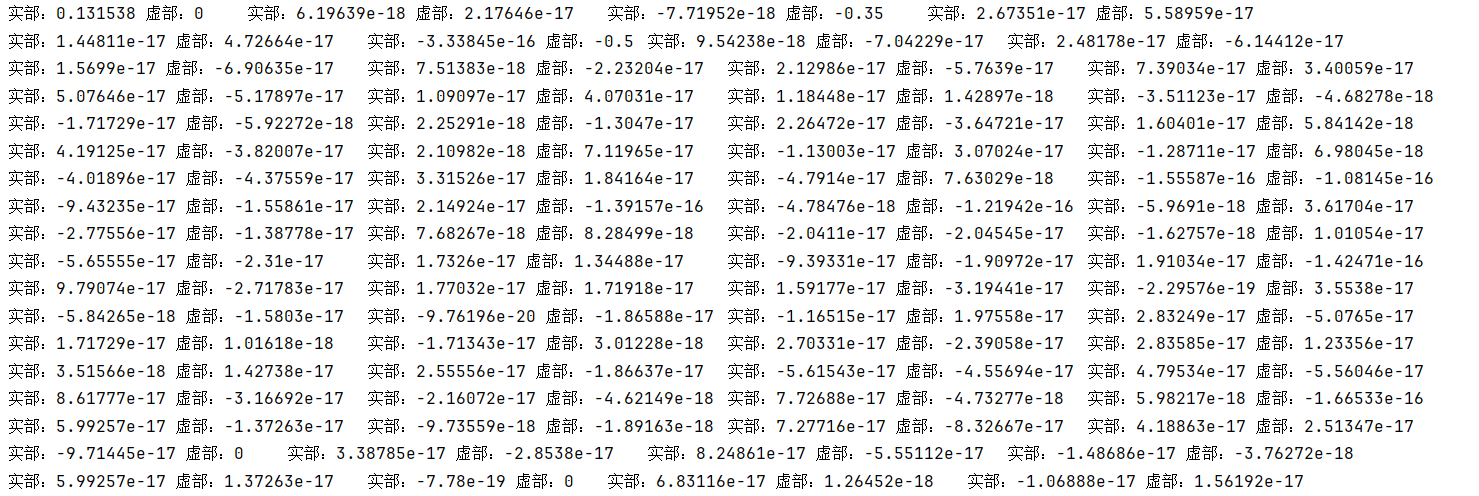 实部：0.131538 虚部：0 实部：6.19639e-18 虚部：2.17646e-17 实部：-7.71952e-18 虚部：-0.35 实部：2.67351e-17 虚部：5.58959e-17
实部：1.44811e-17 虚部：4.72664e-17 实部：-3.33845e-16 虚部：-0.5 实部：9.54238e-18 虚部：-7.04229e-17 实部：2.48178e-17 虚部：-6.14412e-17
实部：1.5699e-17 虚部：-6.90635e-17 实部：7.51383e-18 虚部：-2.23204e-17 实部：2.12986e-17 虚部：-5.7639e-17 实部：7.39034e-17 虚部：3.40059e-17
实部：5.07646e-17 虚部：-5.17897e-17 实部：1.09097e-17 虚部：4.07031e-17 实部：1.18448e-17 虚部：1.42897e-18 实部：-3.51123e-17 虚部：-4.68278e-18
实部：-1.71729e-17 虚部：-5.92272e-18 实部：2.25291e-18 虚部：-1.3047e-17 实部：2.26472e-17 虚部：-3.64721e-17 实部：1.60401e-17 虚部：5.84142e-18
实部：4.19125e-17 虚部：-3.82007e-17 实部：2.10982e-18 虚部：7.11965e-17 实部：-1.13003e-17 虚部：3.07024e-17 实部：-1.28711e-17 虚部：6.98045e-18
实部：-4.01896e-17 虚部：-4.37559e-17 实部：3.31526e-17 虚部：1.84164e-17 实部：-4.7914e-17 虚部：7.63029e-18 实部：-1.55587e-16 虚部：-1.08145e-16
实部：-9.43235e-17 虚部：-1.55861e-17 实部：2.14924e-17 虚部：-1.39157e-16 实部：-4.78476e-18 虚部：-1.21942e-16 实部：-5.9691e-18 虚部：3.61704e-17
实部：-2.77556e-17 虚部：-1.38778e-17 实部：7.68267e-18 虚部：8.28499e-18 实部：-2.0411e-17 虚部：-2.04545e-17 实部：-1.62757e-18 虚部：1.01054e-17
实部：-5.65555e-17 虚部：-2.31e-17 实部：1.7326e-17 虚部：1.34488e-17 实部：-9.39331e-17 虚部：-1.90972e-17 实部：1.91034e-17 虚部：-1.42471e-16
实部：9.79074e-17 虚部：-2.71783e-17 实部：1.77032e-17 虚部：1.71918e-17 实部：1.59177e-17 虚部：-3.19441e-17 实部：-2.29576e-19 虚部：3.5538e-17
实部：-5.84265e-18 虚部：-1.5803e-17 实部：-9.76196e-20 虚部：-1.86588e-17 实部：-1.16515e-17 虚部：1.97558e-17 实部：2.83249e-17 虚部：-5.0765e-17
实部：1.71729e-17 虚部：1.01618e-18 实部：-1.71343e-17 虚部：3.01228e-18 实部：2.70331e-17 虚部：-2.39058e-17 实部：2.83585e-17 虚部：1.23356e-17
实部：3.51566e-18 虚部：1.42738e-17 实部：2.55556e-17 虚部：-1.86637e-17 实部：-5.61543e-17 虚部：-4.55694e-17 实部：4.79534e-17 虚部：-5.56046e-17
实部：8.61777e-17 虚部：-3.16692e-17 实部：-2.16072e-17 虚部：-4.62149e-18 实部：7.72688e-17 虚部：-4.73277e-18 实部：5.98217e-18 虚部：-1.66533e-16
实部：5.99257e-17 虚部：-1.37263e-17 实部：-9.73559e-18 虚部：-1.89163e-18 实部：7.27716e-17 虚部：-8.32667e-17 实部：4.18863e-17 虚部：2.51347e-17
实部：-9.71445e-17 虚部：0 实部：3.38785e-17 虚部：-2.8538e-17 实部：8.24861e-17 虚部：-5.55112e-17 实部：-1.48686e-17 虚部：-3.76272e-18
实部：5.99257e-17 虚部：1.37263e-17 实部：-7.78e-19 虚部：0 实部：6.83116e-17 虚部：1.26452e-18 实部：-1.06888e-17 虚部：1.56192e-17